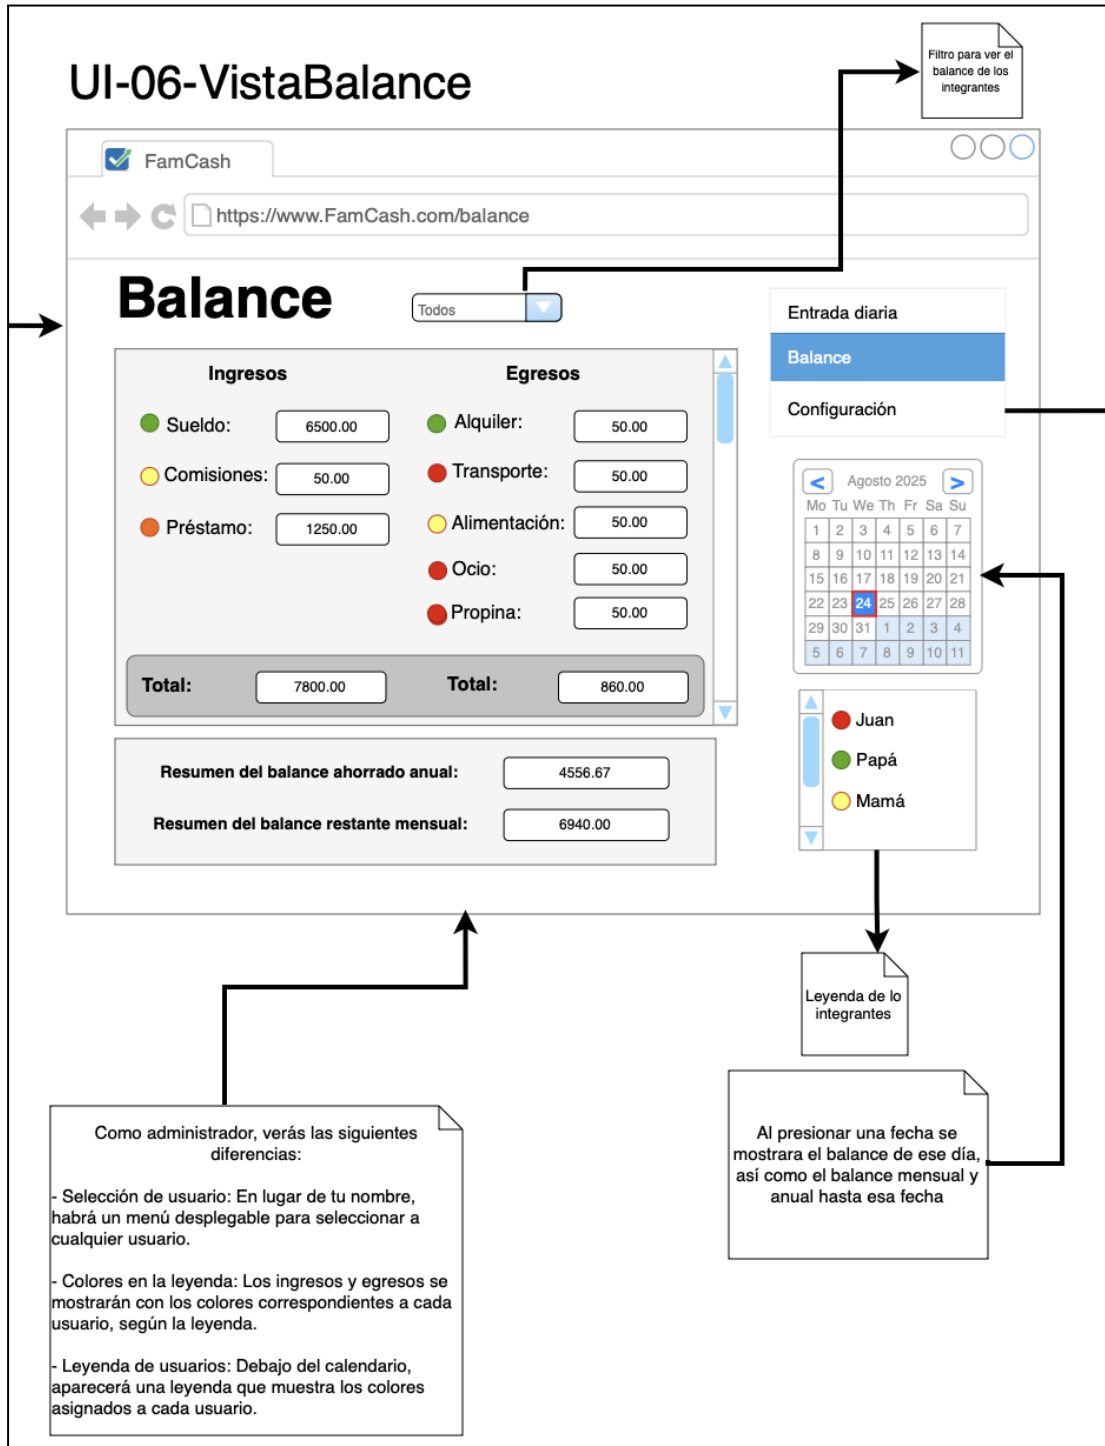 Filtro para ver el
balance de los
integrantes
UI-06-VistaBalance
FamCash
https://www.FamCash.com/balance
Balance
Todos
Entrada diaria
Balance
Configuración
Ingresos
Egresos
Sueldo:
6500.00
Alquiler:
50.00
Comisiones:
50.00
Transporte:
50.00
Préstamo:
1250.00
Alimentación:
50.00
Ocio:
50.00
Propina:
50.00
Total:
7800.00
Total:
860.00
< Agosto 2025 >
Mo Tu We Th Fr Sa Su
1 2 3 4 5 6 7
8 9 10 11 12 13 14
15 16 17 18 19 20 21
22 23 24 25 26 27 28
29 30 31 1 2 3 4
5 6 7 8 9 10 11
Juan
Papá
Mamá
Resumen del balance ahorrado anual:
4556.67
Resumen del balance restante mensual:
6940.00
Leyenda de lo
integrantes
Al presionar una fecha se
mostrara el balance de ese día,
así como el balance mensual y
anual hasta esa fecha
Como administrador, verás las siguientes
diferencias:
- Selección de usuario: En lugar de tu nombre,
habrá un menú desplegable para seleccionar a
cualquier usuario.
- Colores en la leyenda: Los ingresos y egresos se
mostrarán con los colores correspondientes a cada
usuario, según la leyenda.
- Leyenda de usuarios: Debajo del calendario,
aparecerá una leyenda que muestra los colores
asignados a cada usuario.